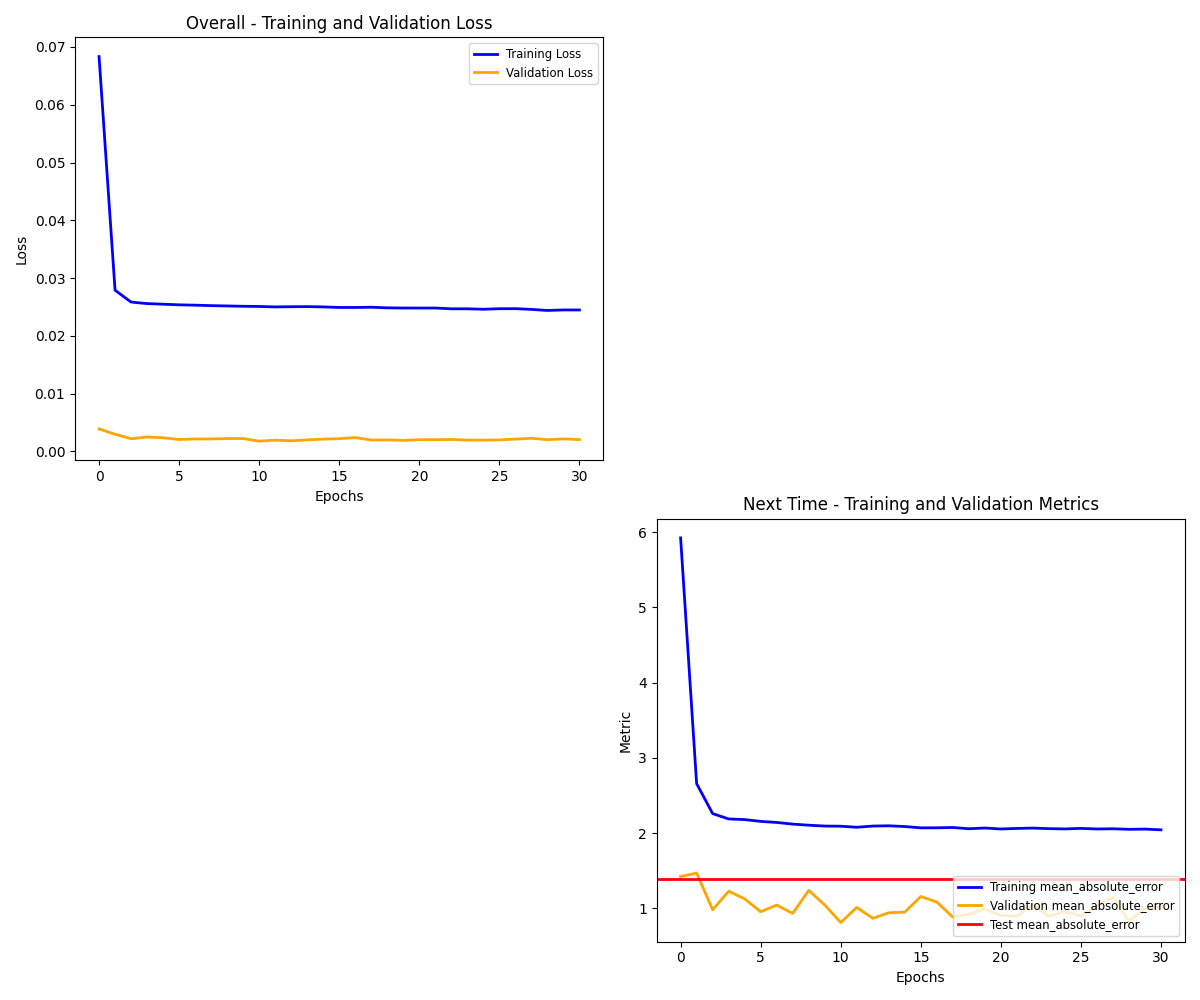 Overall - Training and Validation Loss
Loss
0.07
0.06
0.05
0.04
0.03
0.02
0.01
0.00
Training Loss
Validation Loss
0 5 10 15 20 25 30
Epochs
Next Time - Training and Validation Metrics
Metric
6
5
4
3
2
1
Training mean_absolute_error
Validation mean_absolute_error
Test mean_absolute_error
0 5 10 15 20 25 30
Epochs